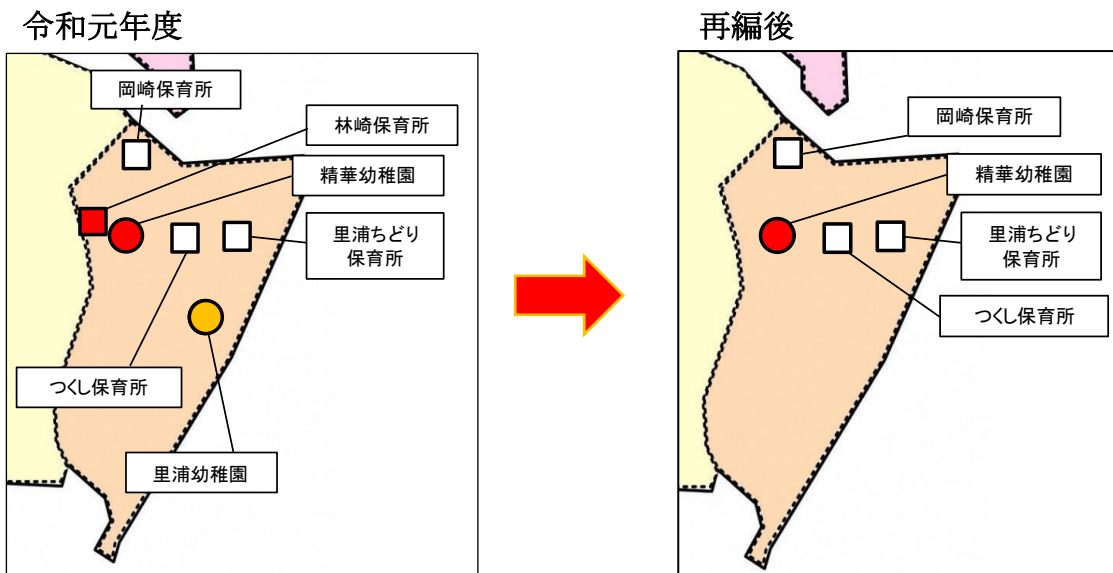 令和元年度
岡崎保育所
林崎保育所
精華幼稚園
里浦ちどり
保育所
つくし保育所
里浦幼稚園
再編後
岡崎保育所
精華幼稚園
里浦ちどり
保育所
つくし保育所